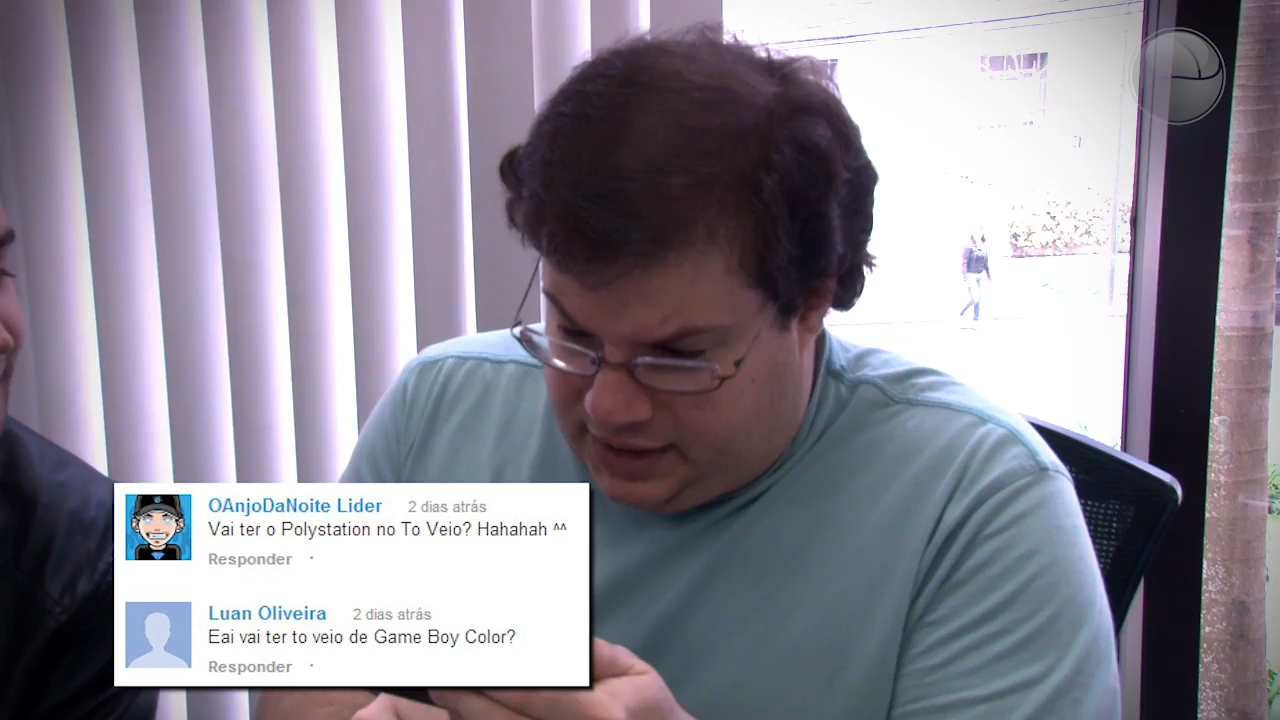 OAnjoDaNoite Lider 2 dias atrás
Vai ter o Polystation no To Veio? Hahahah ^^
Responder ·
Luan Oliveira 2 dias atrás
Eai vai ter to veio de Game Boy Color?
Responder ·